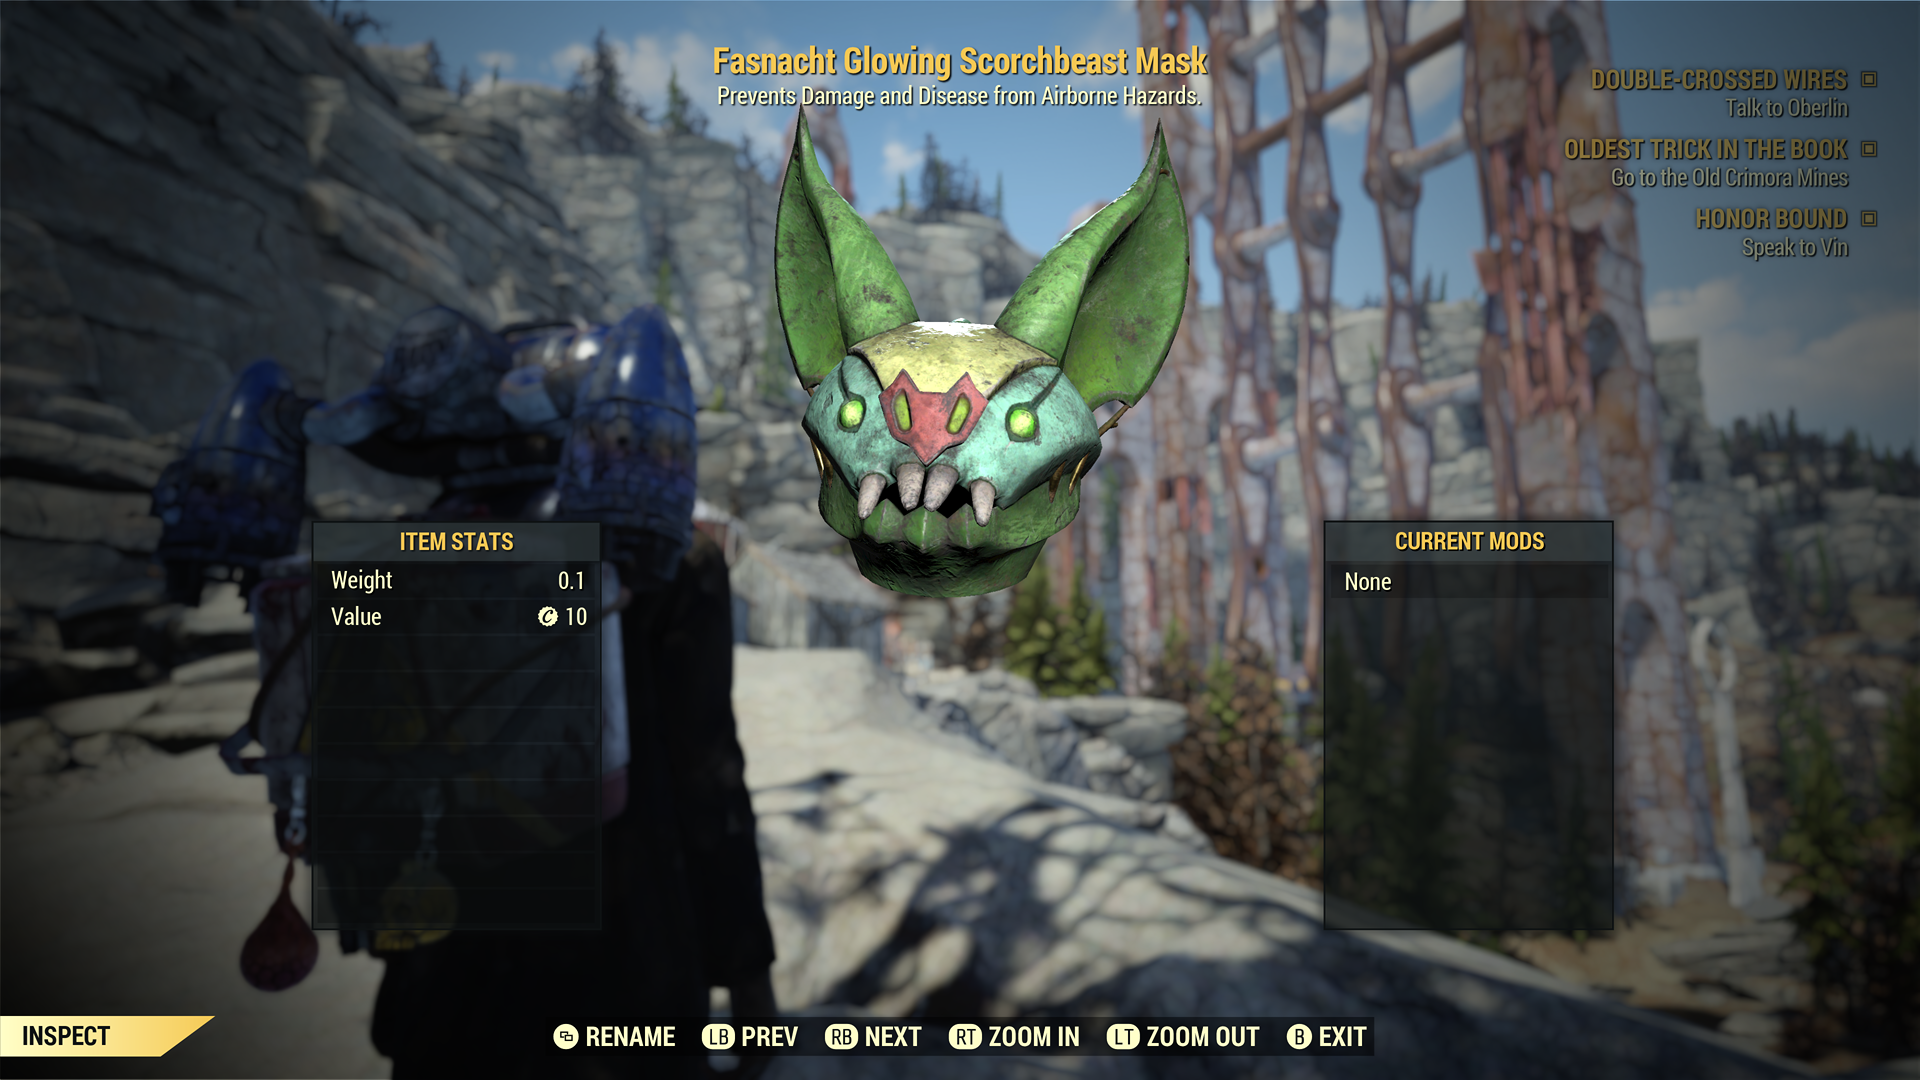 Fasnacht Glowing Scorchbeast Mask
Prevents Damage and Disease from Airborne Hazards.
DOUBLE-CROSSED WIRES
Talk to Oberlin
OLDEST TRICK IN THE BOOK
Go to the Old Crimora Mines
HONOR BOUND
Speak to Vin
ITEM STATS
Weight 0.1
Value 10
CURRENT MODS
None
INSPECT
RENAME LB PREV RB NEXT RT ZOOM IN LT ZOOM OUT B EXIT